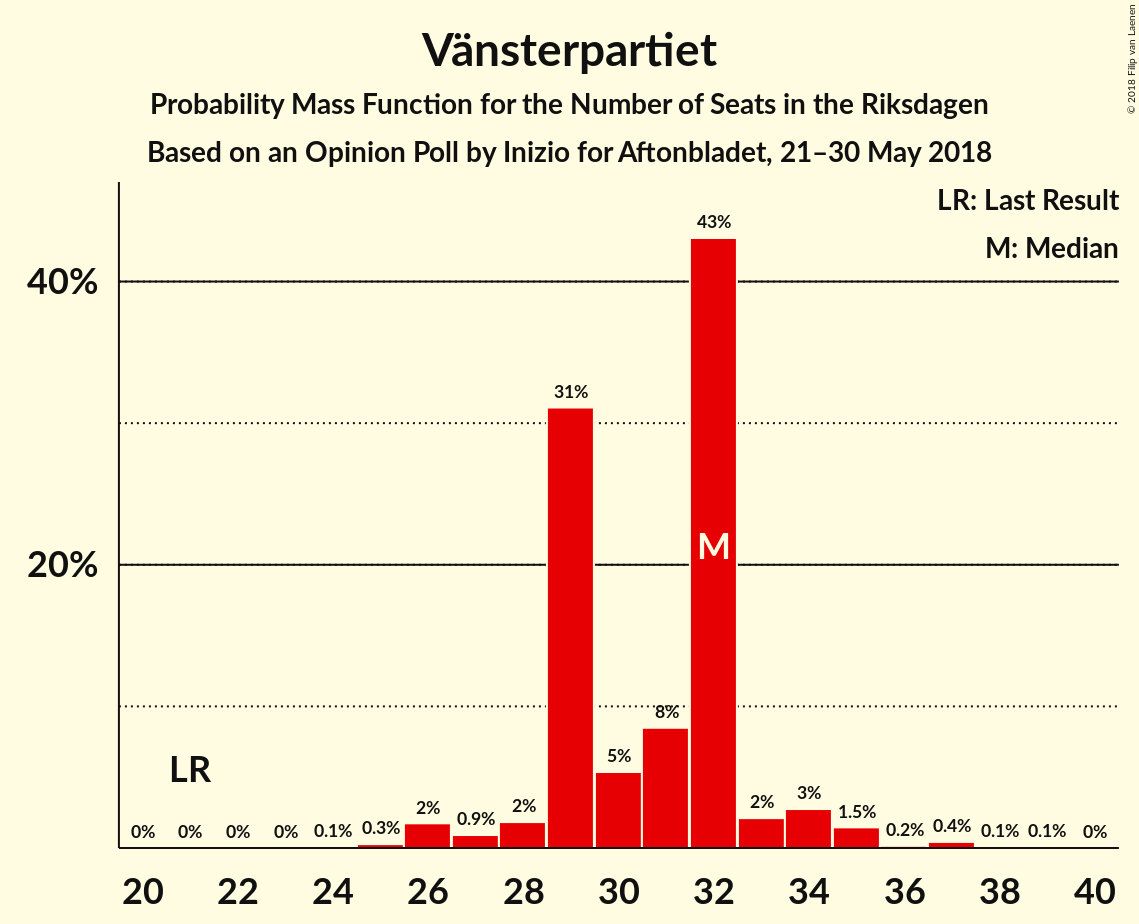 Vänsterpartiet
Probability Mass Function for the Number of Seats in the Riksdagen
Based on an Opinion Poll by Inizio for Aftonbladet, 21–30 May 2018
© 2018 Filip van Laenen
LR: Last Result
M: Median
43%
40%
31%
M
20%
8%
LR
5%
3%
2%
2%
2%
1.5%
0.9%
0% 0% 0% 0% 0.1% 0.3% 0.2% 0.4% 0.1% 0.1% 0%
20 22 24 26 28 30 32 34 36 38 40